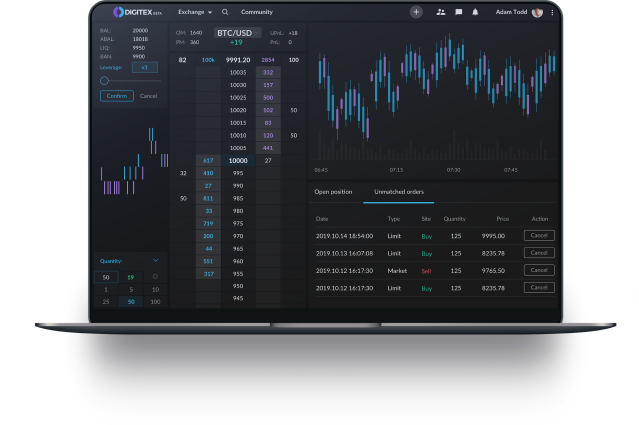 DIGITEX BETA
Exchange
Community
Adam Todd
BAL: 20000
ABAL: 18018
LIQ: 9950
BAN: 9900
Leverage: x1
Confirm Cancel
OM: 1640
PM: 360
BTC/USD
+19
UPnL: +18
PnL: 0
82 100k 9991.20 2854 100
10035 332
10030 157
10025 500
10020 102 50
10015 83
10010 120 50
10005 441
617 10000 27
32 410 995
27 990
50 811 985
33 980
719 975
200 970
44 965
551 960
317 955
950
945
Quantity:
50 19
1 5 10
25 50 100
06:45 07:15 07:30 07:45
Open position Unmatched orders
Date Type Site Quantity Price Action
2019.10.14 18:54:00 Limit Buy 125 9995.00 Cancel
2019.10.13 16:07:08 Limit Buy 125 8235.78 Cancel
2019.10.12 16:17:30 Market Sell 125 9765.50 Cancel
2019.10.12 16:17:30 Limit Buy 125 8235.78 Cancel